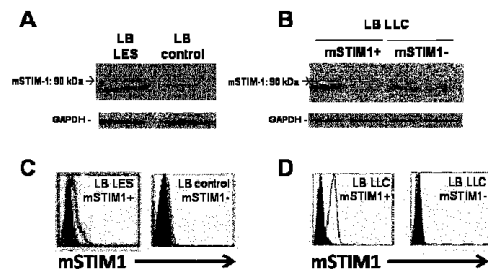 A
LB LES
LB control
mSTIM-1: 90 kDa
GAPDH -
B
LB LLC
mSTIM1+ mSTIM1-
mSTIM-1: 90 kDa
GAPDH -
C
LB LES mSTIM1+
LB control mSTIM1-
mSTIM1
D
LB LLC mSTIM1+
LB LLC mSTIM1-
mSTIM1